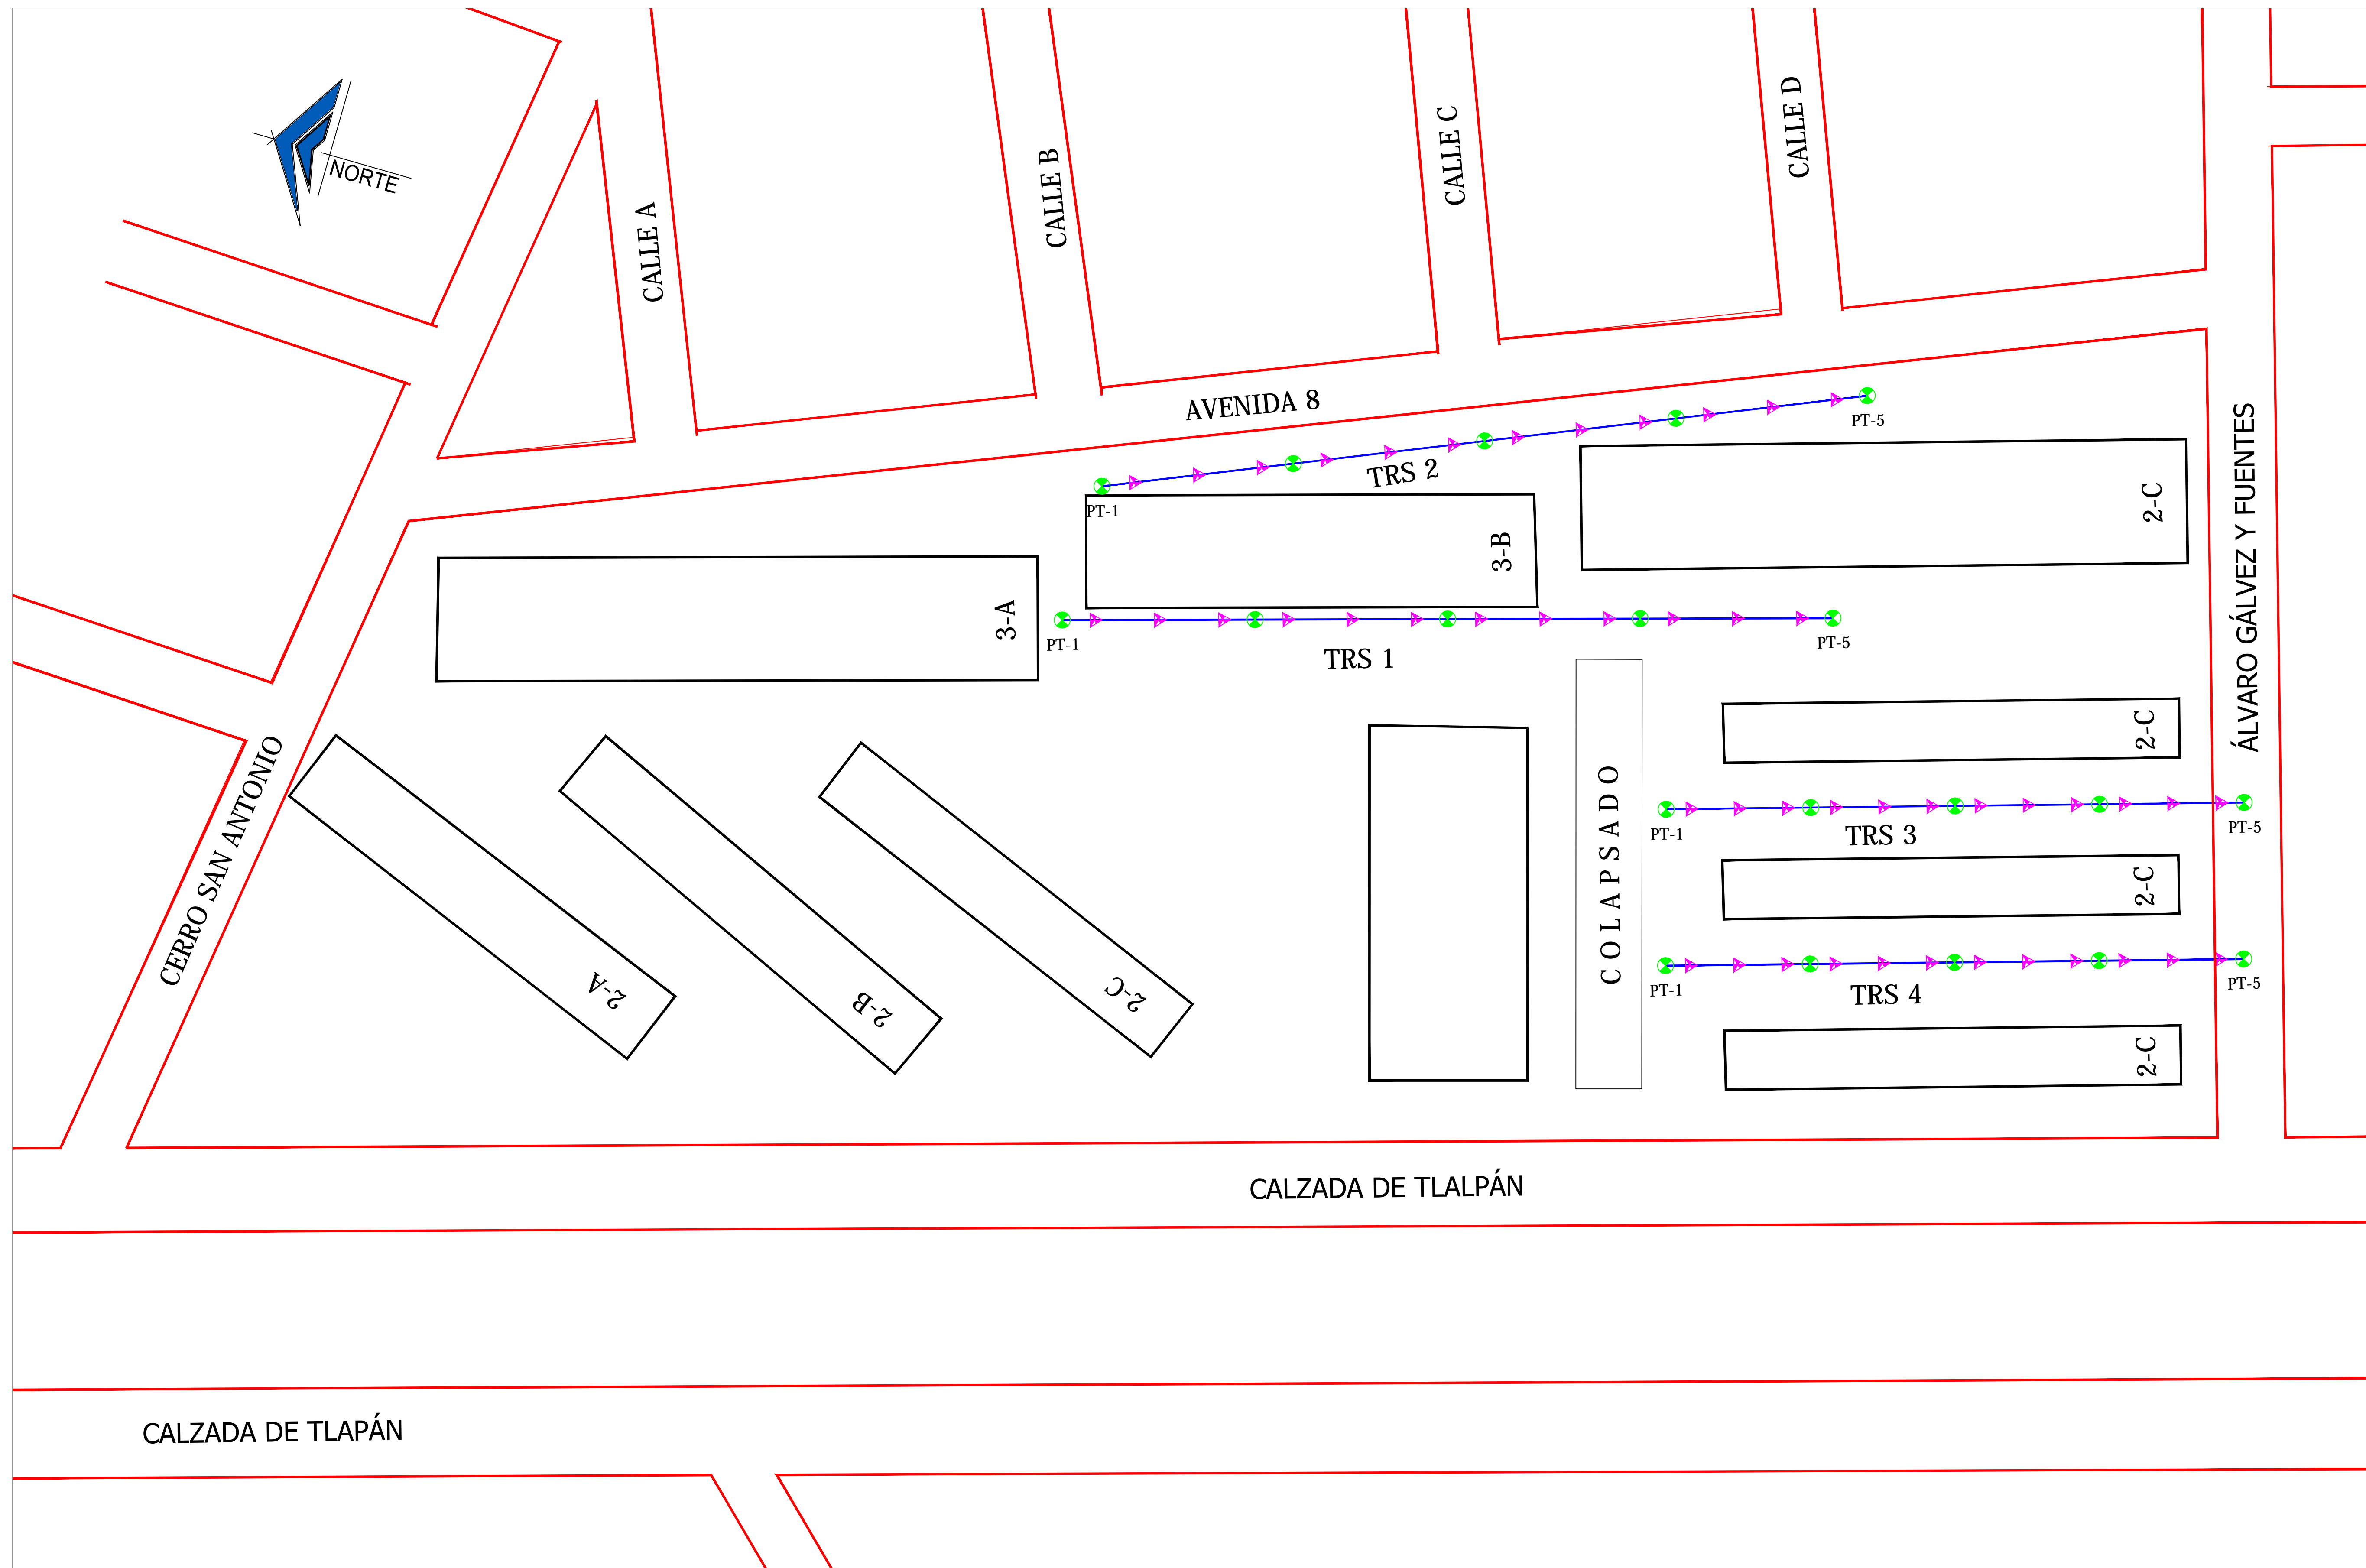 NORTE
CALLE A
CALLE B
CALLE C
CALLE D
AVENIDA 8
PT-5
TRS 2
PT-1
2-C
3-B
3-A
PT-1
TRS 1
PT-5
ÁLVARO GÁLVEZ Y FUENTES
CERRO SAN ANTONIO
COLAPSADO
2-C
PT-1
TRS 3
PT-5
2-C
2-A
2-B
2-C
PT-1
TRS 4
PT-5
2-C
CALZADA DE TLALPÁN
CALZADA DE TLAPÁN